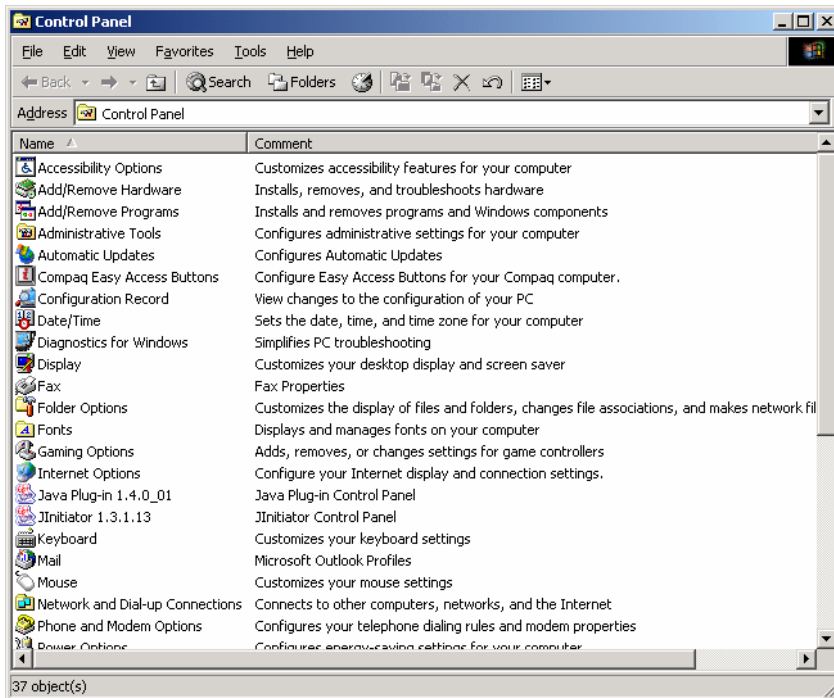 Control Panel
File Edit View Favorites Tools Help
Back Search Folders
Address Control Panel
Name Comment
Accessibility Options Customizes accessibility features for your computer
Add/Remove Hardware Installs, removes, and troubleshoots hardware
Add/Remove Programs Installs and removes programs and Windows components
Administrative Tools Configures administrative settings for your computer
Automatic Updates Configures Automatic Updates
Compaq Easy Access Buttons Configure Easy Access Buttons for your Compaq computer.
Configuration Record View changes to the configuration of your PC
Date/Time Sets the date, time, and time zone for your computer
Diagnostics for Windows Simplifies PC troubleshooting
Display Customizes your desktop display and screen saver
Fax Fax Properties
Folder Options Customizes the display of files and folders, changes file associations, and makes network fil
Fonts Displays and manages fonts on your computer
Gaming Options Adds, removes, or changes settings for game controllers
Internet Options Configure your Internet display and connection settings.
Java Plug-in 1.4.0_01 Java Plug-in Control Panel
JInitiator 1.3.1.13 JInitiator Control Panel
Keyboard Customizes your keyboard settings
Mail Microsoft Outlook Profiles
Mouse Customizes your mouse settings
Network and Dial-up Connections Connects to other computers, networks, and the Internet
Phone and Modem Options Configures your telephone dialing rules and modem properties
Power Options Configures energy-saving settings for your computer
37 object(s)